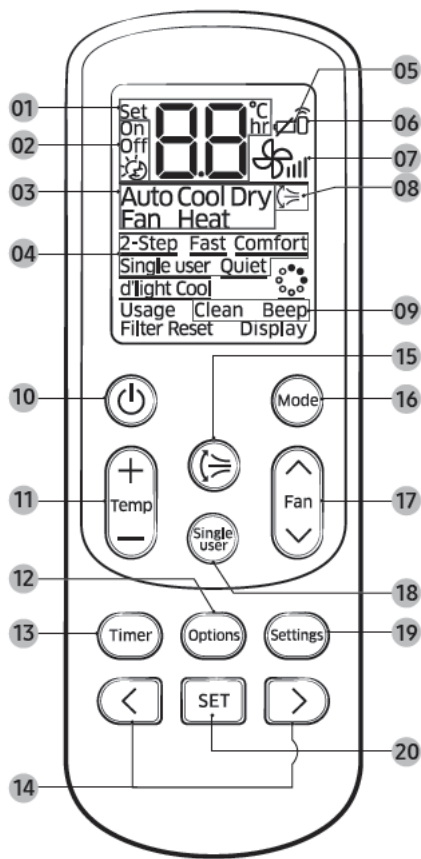 01
Set
8.8
°C
hr
05
On
Off
02
06
07
03
Auto Cool Dry
Fan Heat
08
04
2-Step Fast Comfort
Single user Quiet
d'light Cool
Usage Clean Beep
Filter Reset Display
09
15
10
Mode
16
+
Temp
−
11
Fan
17
Single
user
12
18
13
Timer
Options
Settings
19
<
SET
>
14
20